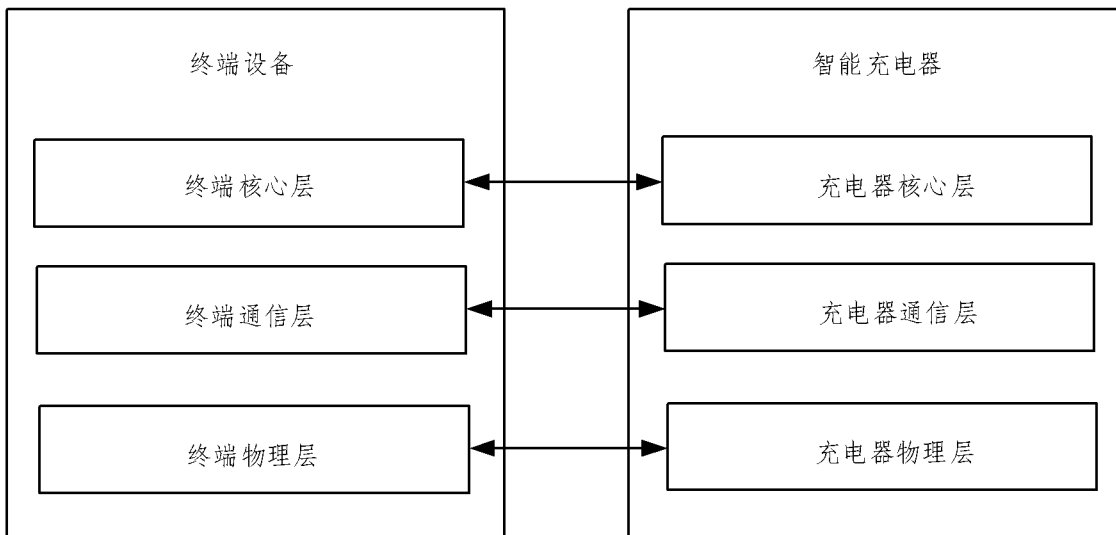 终端设备
智能充电器
终端核心层
充电器核心层
终端通信层
充电器通信层
终端物理层
充电器物理层